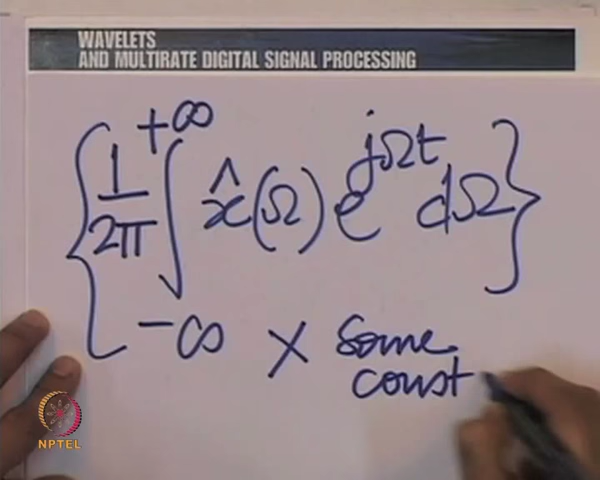 WAVELETS
AND MULTIRATE DIGITAL SIGNAL PROCESSING
{ 1/2π ∫_{-∞}^{+∞} x̂(Ω) e^{jΩt} dΩ }
× some
const
NPTEL